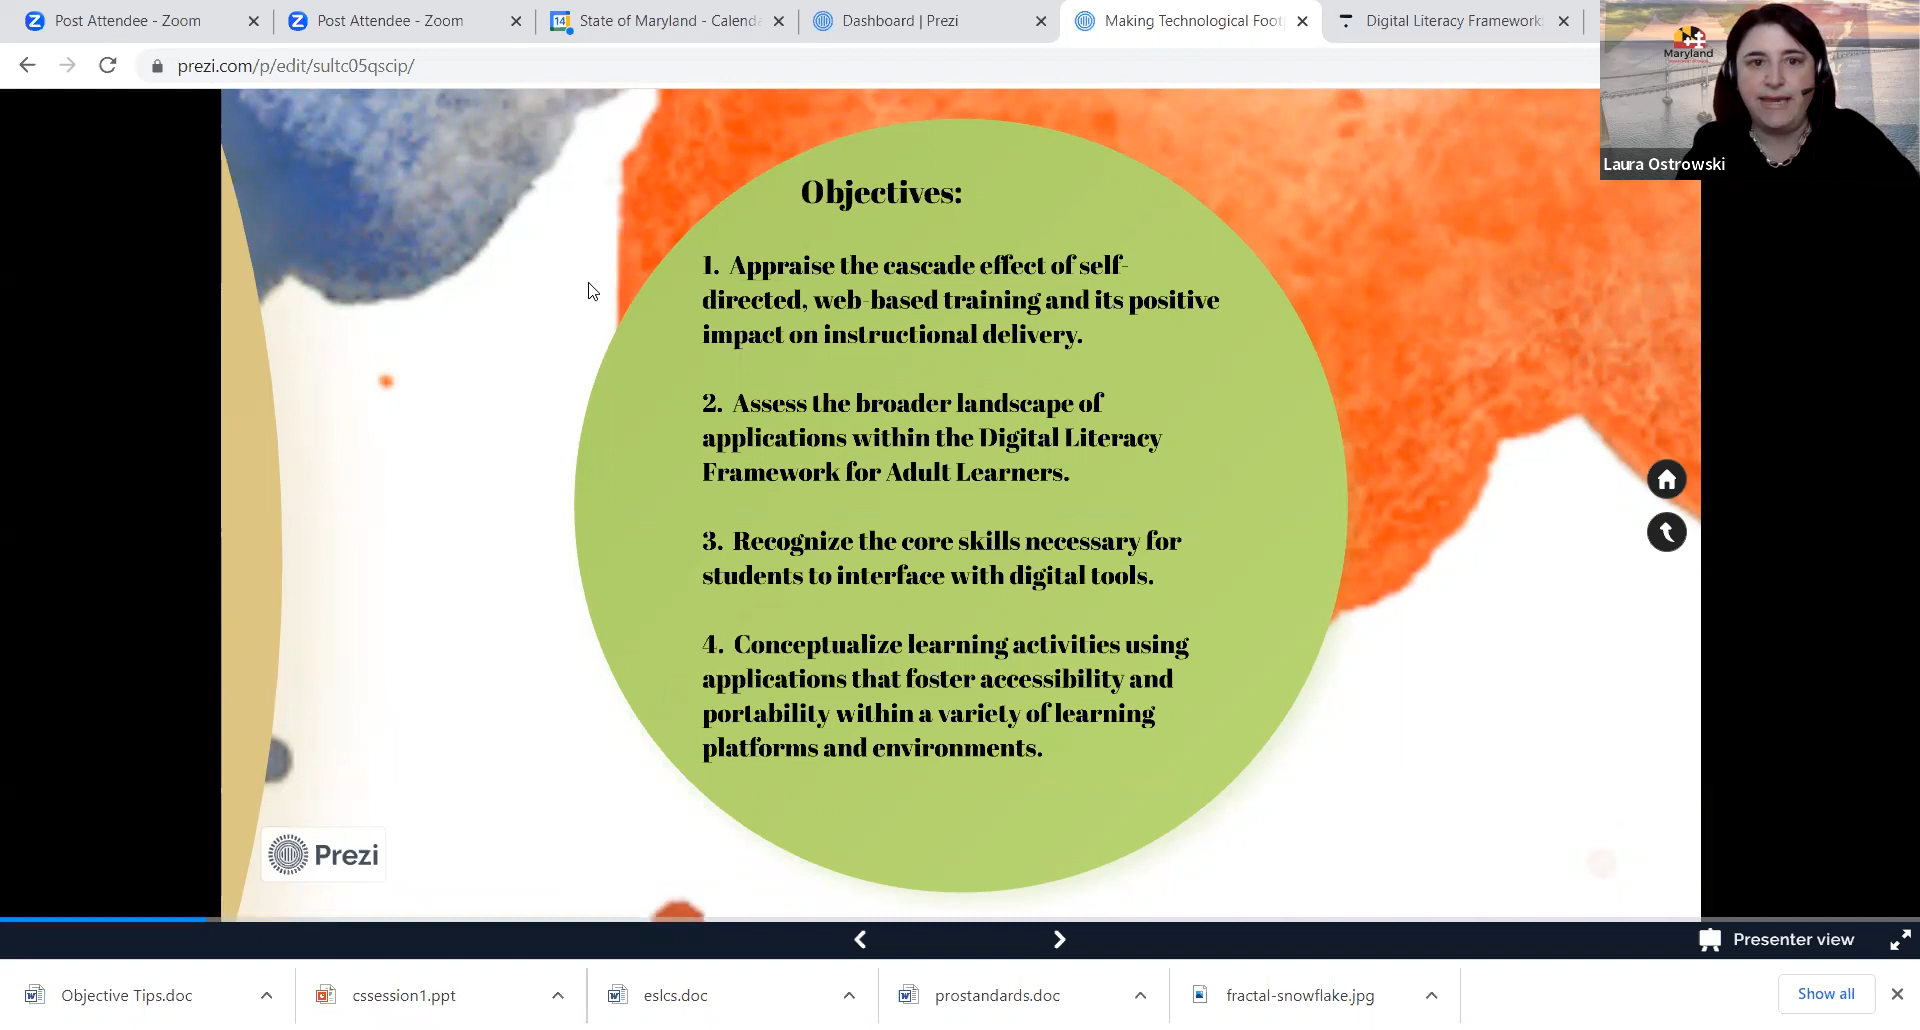 Post Attendee - Zoom
Post Attendee - Zoom
State of Maryland - Calenda
Dashboard | Prezi
Making Technological Foot
Digital Literacy Framework
prezi.com/p/edit/sultc05qscip/
Maryland
Laura Ostrowski
Objectives:
1. Appraise the cascade effect of self-
directed, web-based training and its positive
impact on instructional delivery.
2. Assess the broader landscape of
applications within the Digital Literacy
Framework for Adult Learners.
3. Recognize the core skills necessary for
students to interface with digital tools.
4. Conceptualize learning activities using
applications that foster accessibility and
portability within a variety of learning
platforms and environments.
Prezi
Presenter view
Objective Tips.doc
cssession1.ppt
eslcs.doc
prostandards.doc
fractal-snowflake.jpg
Show all